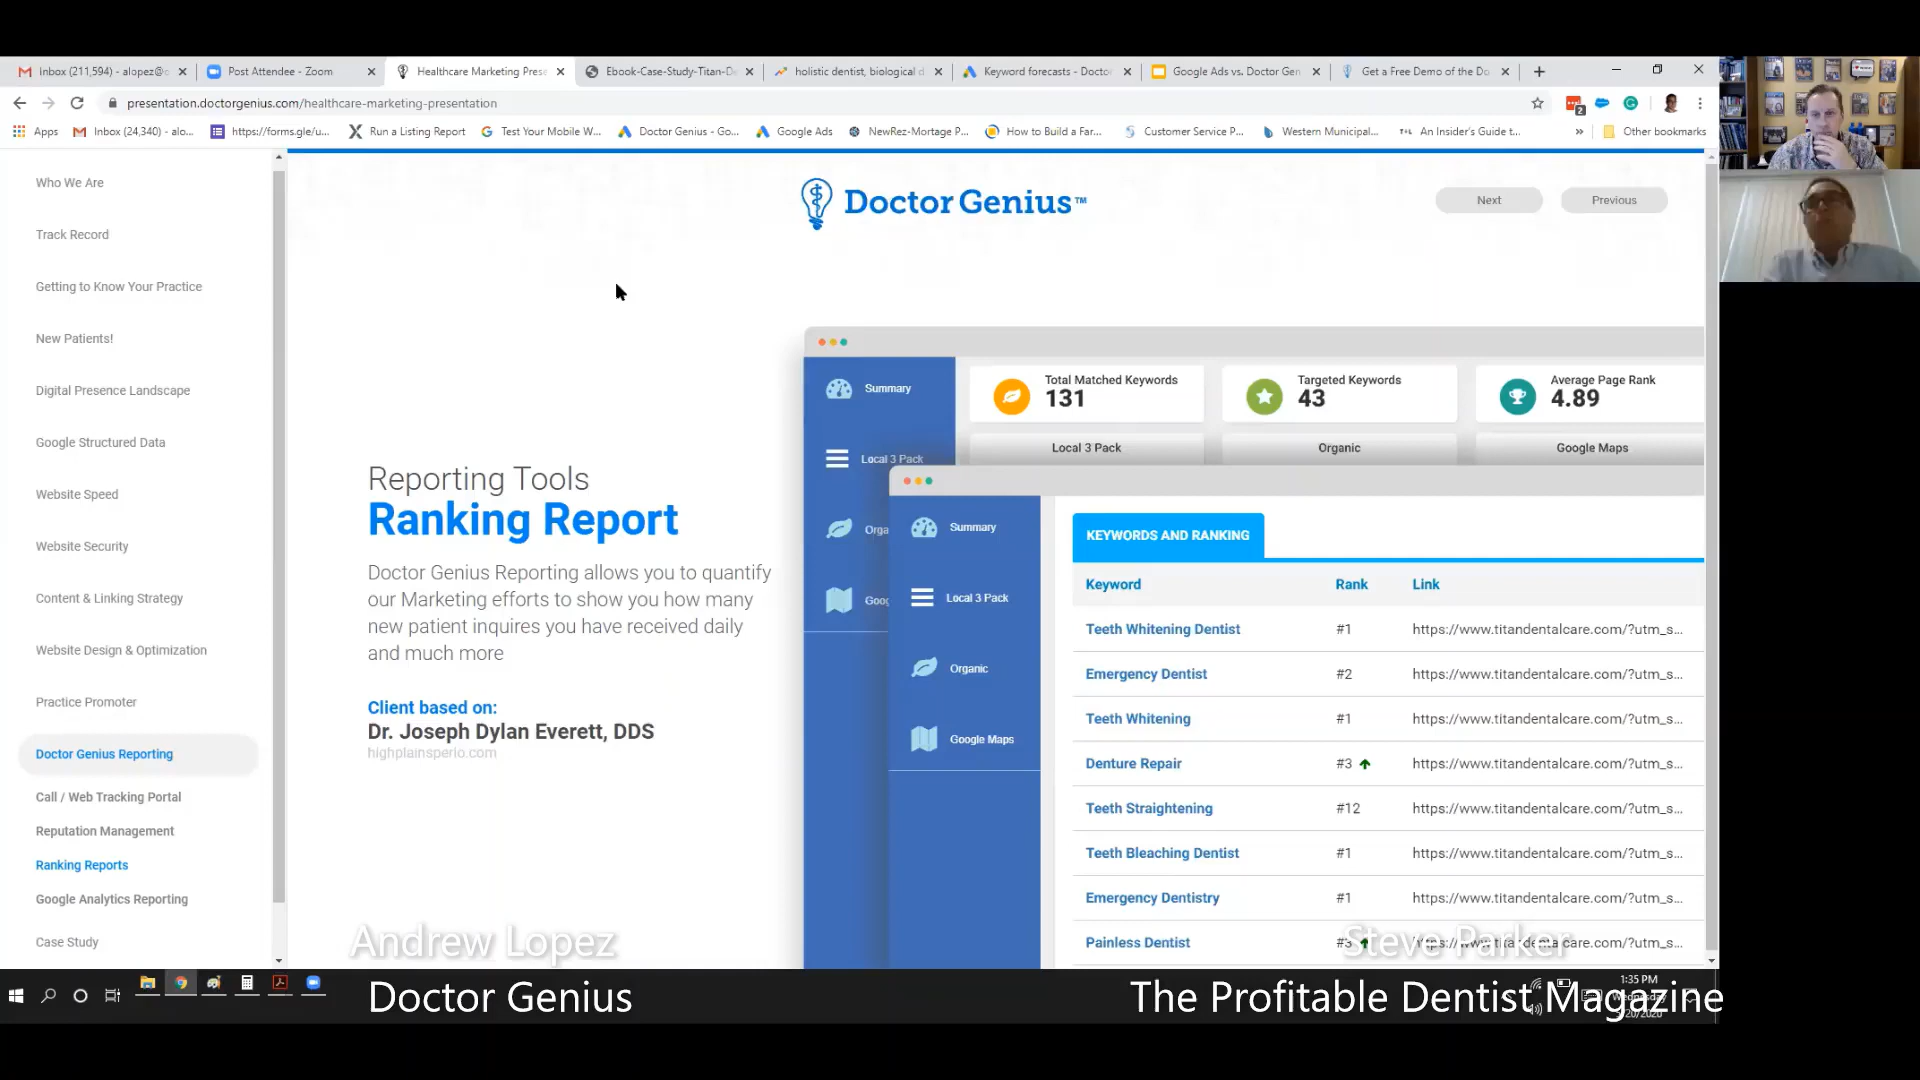 Inbox (211,594) - alopez@
Post Attendee - Zoom
Healthcare Marketing Prese
Ebook-Case-Study-Titan-De
holistic dentist, biological d
Keyword forecasts - Doctor
Google Ads vs. Doctor Gen
Get a Free Demo of the Do
presentation.doctorgenius.com/healthcare-marketing-presentation
Apps
Inbox (24,340) - alo...
https://forms.gle/u...
Run a Listing Report
Test Your Mobile W...
Doctor Genius - Go...
Google Ads
NewRez-Mortage P...
How to Build a Far...
Customer Service P...
Western Municipal...
An Insider's Guide t...
»
Other bookmarks
Who We Are
Track Record
Getting to Know Your Practice
New Patients!
Digital Presence Landscape
Google Structured Data
Website Speed
Website Security
Content & Linking Strategy
Website Design & Optimization
Practice Promoter
Doctor Genius Reporting
Call / Web Tracking Portal
Reputation Management
Ranking Reports
Google Analytics Reporting
Case Study
Doctor Genius™
Next
Previous
Reporting Tools
Ranking Report
Doctor Genius Reporting allows you to quantify
our Marketing efforts to show you how many
new patient inquires you have received daily
and much more
Client based on:
Dr. Joseph Dylan Everett, DDS
highplainsperio.com
Summary
Local 3 Pack
Orga
Goog
Total Matched Keywords
131
Targeted Keywords
43
Average Page Rank
4.89
Local 3 Pack
Organic
Google Maps
Summary
Local 3 Pack
Organic
Google Maps
KEYWORDS AND RANKING
Keyword Rank Link
Teeth Whitening Dentist #1 https://www.titandentalcare.com/?utm_s...
Emergency Dentist #2 https://www.titandentalcare.com/?utm_s...
Teeth Whitening #1 https://www.titandentalcare.com/?utm_s...
Denture Repair #3 https://www.titandentalcare.com/?utm_s...
Teeth Straightening #12 https://www.titandentalcare.com/?utm_s...
Teeth Bleaching Dentist #1 https://www.titandentalcare.com/?utm_s...
Emergency Dentistry #1 https://www.titandentalcare.com/?utm_s...
Painless Dentist #3 https://www.titandentalcare.com/?utm_s...
Andrew Lopez
Doctor Genius
Steve Parker
The Profitable Dentist Magazine
1:35 PM